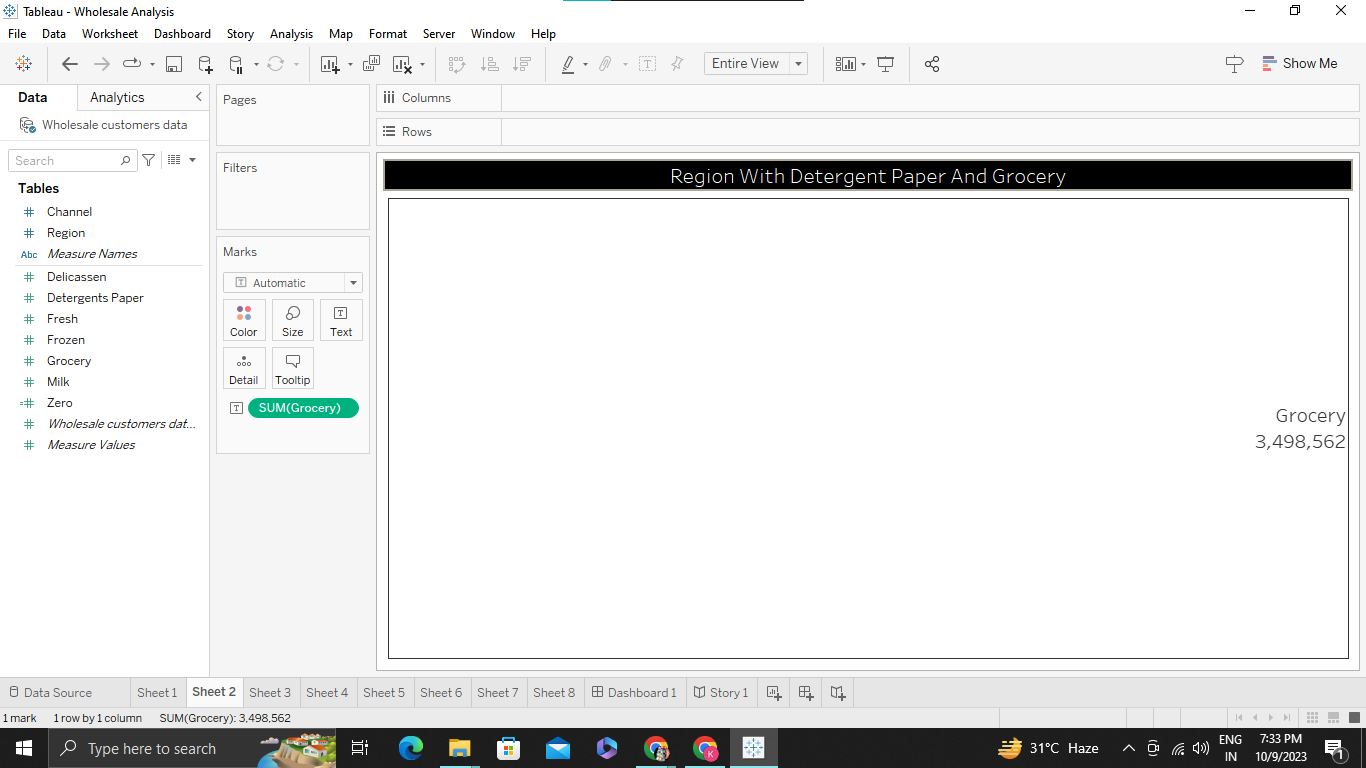 Tableau - Wholesale Analysis
File Data Worksheet Dashboard Story Analysis Map Format Server Window Help
Entire View
Show Me
Data Analytics
Wholesale customers data
Search
Tables
Channel
Region
Abc Measure Names
Delicassen
Detergents Paper
Fresh
Frozen
Grocery
Milk
Zero
Wholesale customers dat...
Measure Values
Pages
Filters
Marks
T Automatic
Color Size T Text
Detail Tooltip
T SUM(Grocery)
Columns
Rows
Region With Detergent Paper And Grocery
Grocery
3,498,562
Data Source Sheet 1 Sheet 2 Sheet 3 Sheet 4 Sheet 5 Sheet 6 Sheet 7 Sheet 8 Dashboard 1 Story 1
1 mark 1 row by 1 column SUM(Grocery): 3,498,562
Type here to search
K
31°C Haze
ENG
IN
7:33 PM
10/9/2023
1